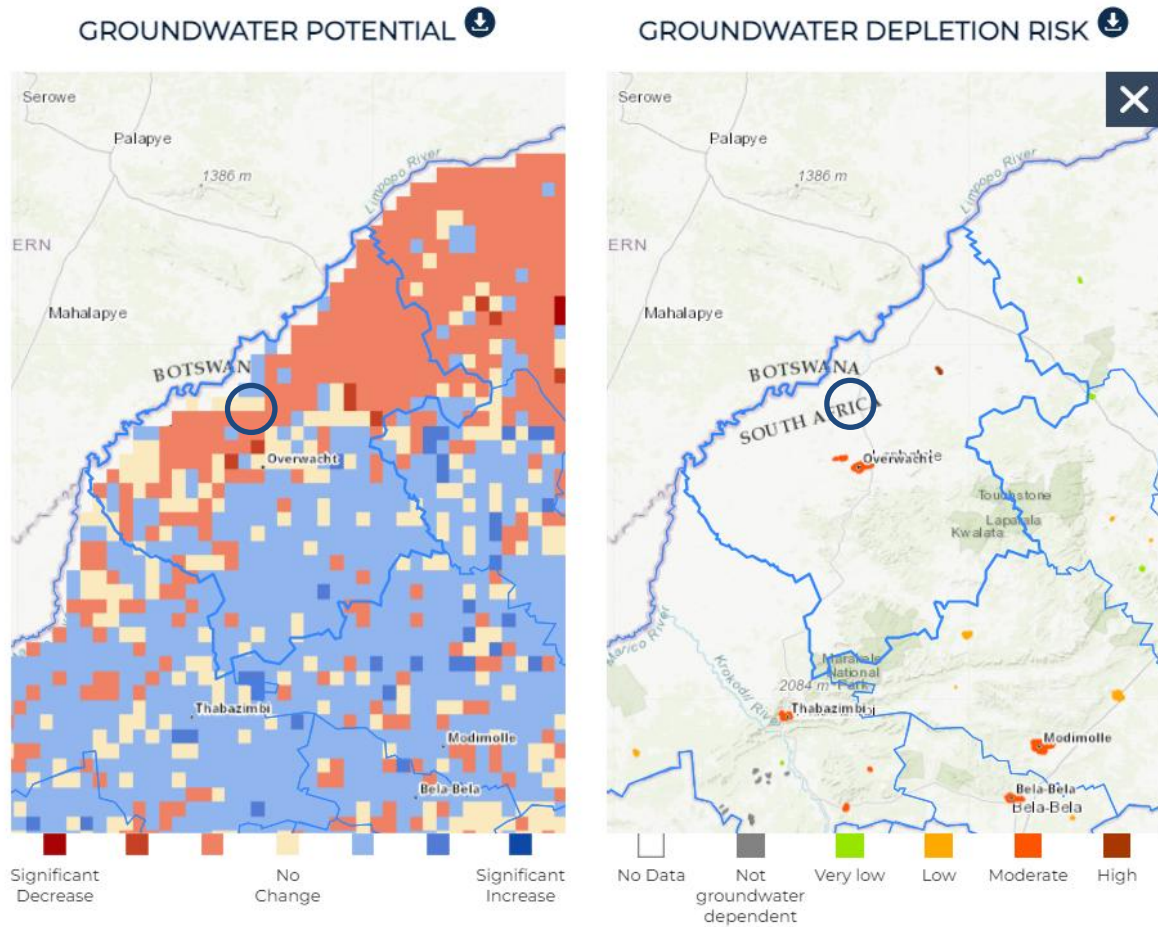 GROUNDWATER POTENTIAL
Serowe
Palapye
1386 m
Limpopo River
ERN
Mahalapye
BOTSWAN
Overwacht
Thabazimbi
Modimolle
Bela-Bela
Significant
Decrease
No
Change
Significant
Increase
GROUNDWATER DEPLETION RISK
Serowe
Palapye
1386 m
Limpopo River
ERN
Mahalapye
BOTSWANA
SOUTH AFRICA
Overwacht
Touchstone
Lapalala
Kwalata
Marico River
Krokodil River
Marakele
National
Park
2084 m
Thabazimbi
Modimolle
Bela-Bela
Bela-Bela
No Data
Not
groundwater
dependent
Very low
Low
Moderate
High